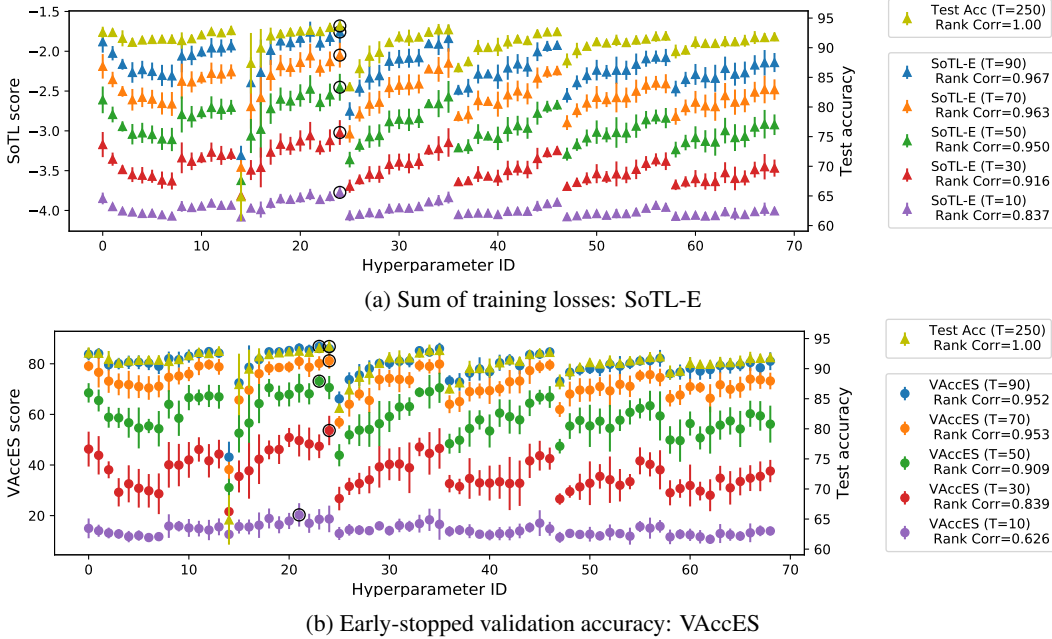 −1.5
−2.0
−2.5
−3.0
−3.5
−4.0
SoTL score
95
90
85
80
75
70
65
60
Test accuracy
0 10 20 30 40 50 60 70
Hyperparameter ID
Test Acc (T=250)
Rank Corr=1.00
SoTL-E (T=90)
Rank Corr=0.967
SoTL-E (T=70)
Rank Corr=0.963
SoTL-E (T=50)
Rank Corr=0.950
SoTL-E (T=30)
Rank Corr=0.916
SoTL-E (T=10)
Rank Corr=0.837
(a) Sum of training losses: SoTL-E
80
60
40
20
VAccES score
95
90
85
80
75
70
65
60
Test accuracy
0 10 20 30 40 50 60 70
Hyperparameter ID
Test Acc (T=250)
Rank Corr=1.00
VAccES (T=90)
Rank Corr=0.952
VAccES (T=70)
Rank Corr=0.953
VAccES (T=50)
Rank Corr=0.909
VAccES (T=30)
Rank Corr=0.839
VAccES (T=10)
Rank Corr=0.626
(b) Early-stopped validation accuracy: VAccES